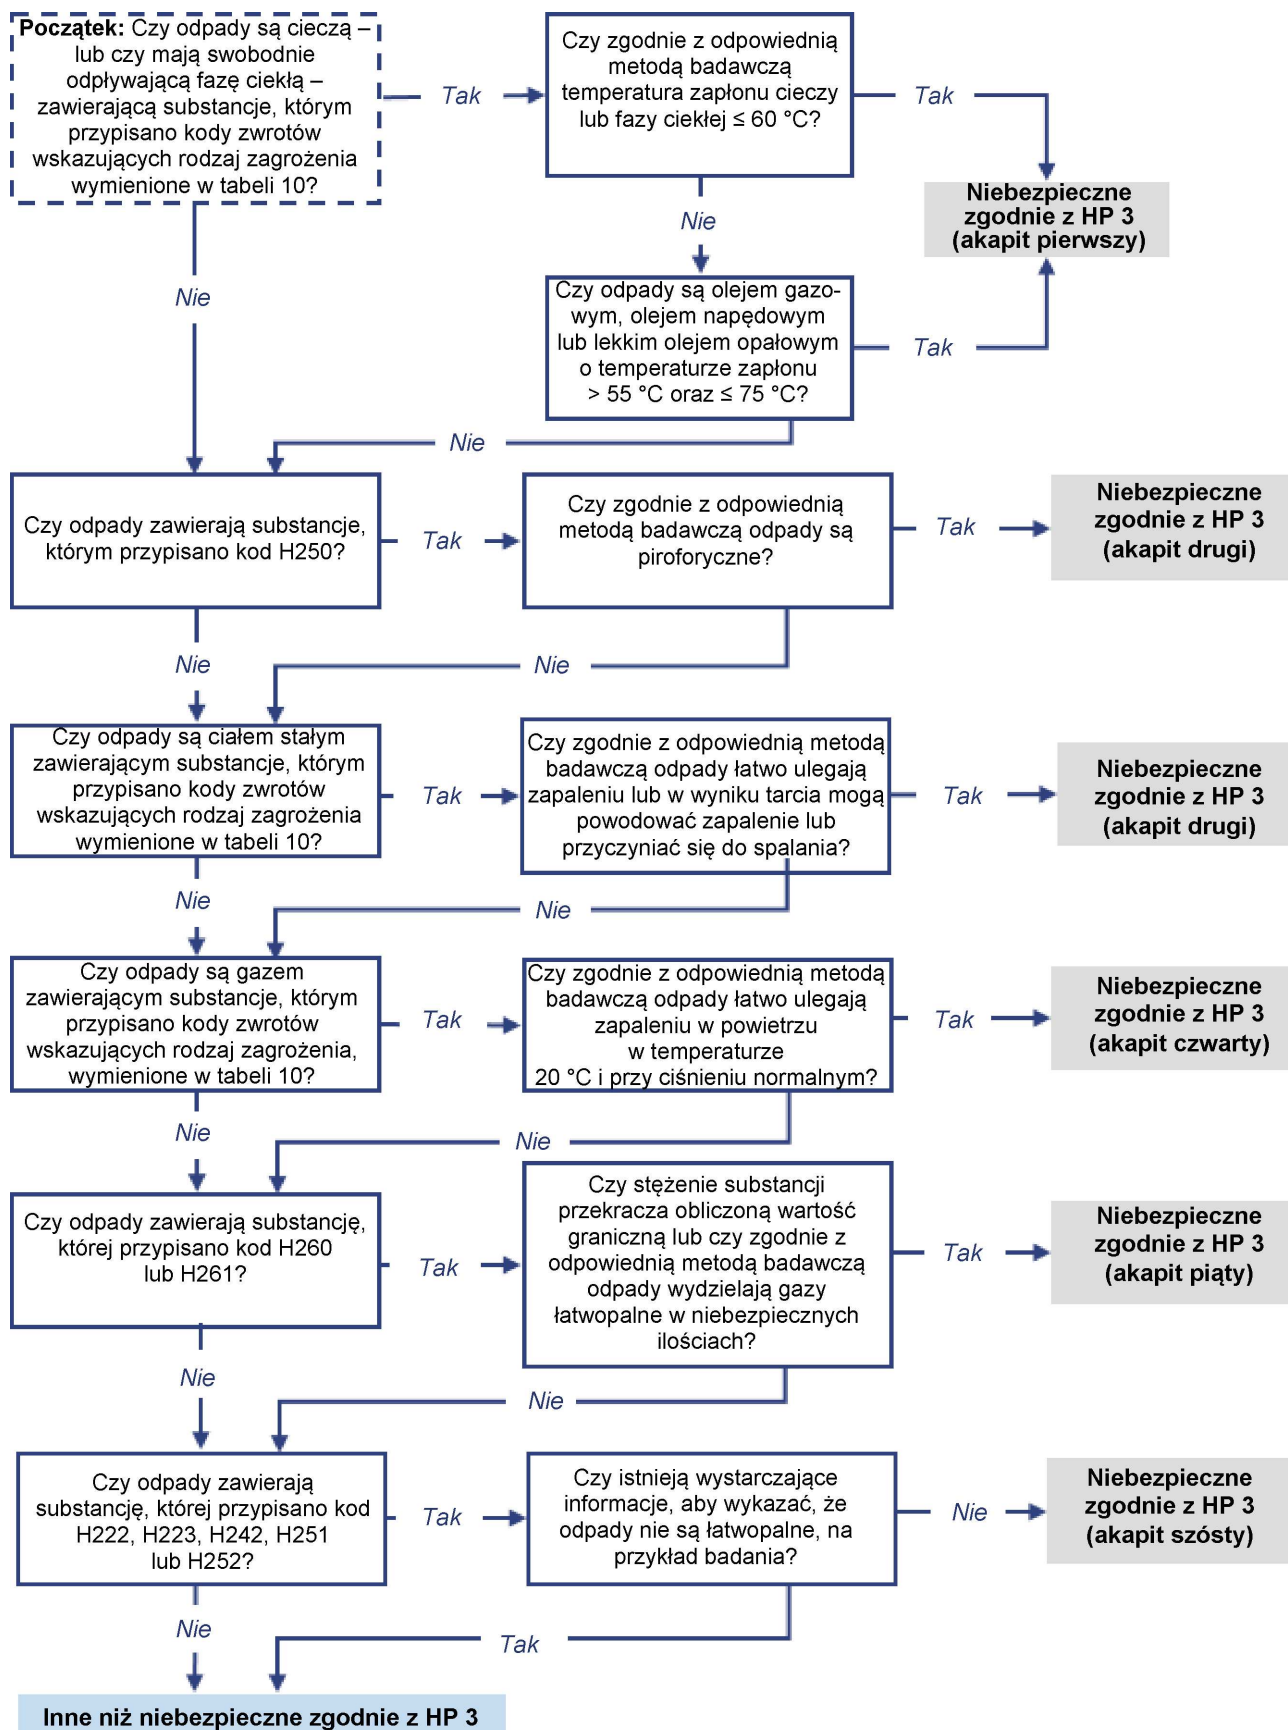 Początek: Czy odpady są cieczą –
lub czy mają swobodnie
odpływającą fazę ciekłą –
zawierającą substancje, którym
przypisano kody zwrotów
wskazujących rodzaj zagrożenia
wymienione w tabeli 10?
Tak
Czy zgodnie z odpowiednią
metodą badawczą
temperatura zapłonu cieczy
lub fazy ciekłej ≤ 60 °C?
Tak
Niebezpieczne
zgodnie z HP 3
(akapit pierwszy)
Nie
Nie
Czy odpady są olejem gazo-
wym, olejem napędowym
lub lekkim olejem opałowym
o temperaturze zapłonu
> 55 °C oraz ≤ 75 °C?
Tak
Nie
Czy odpady zawierają substancje,
którym przypisano kod H250?
Tak
Czy zgodnie z odpowiednią
metodą badawczą odpady są
piroforyczne?
Tak
Niebezpieczne
zgodnie z HP 3
(akapit drugi)
Nie
Nie
Czy odpady są ciałem stałym
zawierającym substancje, którym
przypisano kody zwrotów
wskazujących rodzaj zagrożenia
wymienione w tabeli 10?
Tak
Czy zgodnie z odpowiednią metodą
badawczą odpady łatwo ulegają
zapaleniu lub w wyniku tarcia mogą
powodować zapalenie lub
przyczyniać się do spalania?
Tak
Niebezpieczne
zgodnie z HP 3
(akapit drugi)
Nie
Nie
Czy odpady są gazem
zawierającym substancje, którym
przypisano kody zwrotów
wskazujących rodzaj zagrożenia,
wymienione w tabeli 10?
Tak
Czy zgodnie z odpowiednią metodą
badawczą odpady łatwo ulegają
zapaleniu w powietrzu
w temperaturze
20 °C i przy ciśnieniu normalnym?
Tak
Niebezpieczne
zgodnie z HP 3
(akapit czwarty)
Nie
Nie
Czy odpady zawierają substancję,
której przypisano kod H260
lub H261?
Tak
Czy stężenie substancji
przekracza obliczoną wartość
graniczną lub czy zgodnie z
odpowiednią metodą badawczą
odpady wydzielają gazy
łatwopalne w niebezpiecznych
ilościach?
Tak
Niebezpieczne
zgodnie z HP 3
(akapit piąty)
Nie
Nie
Czy odpady zawierają
substancję, której przypisano kod
H222, H223, H242, H251
lub H252?
Tak
Czy istnieją wystarczające
informacje, aby wykazać, że
odpady nie są łatwopalne, na
przykład badania?
Nie
Niebezpieczne
zgodnie z HP 3
(akapit szósty)
Nie
Tak
Inne niż niebezpieczne zgodnie z HP 3